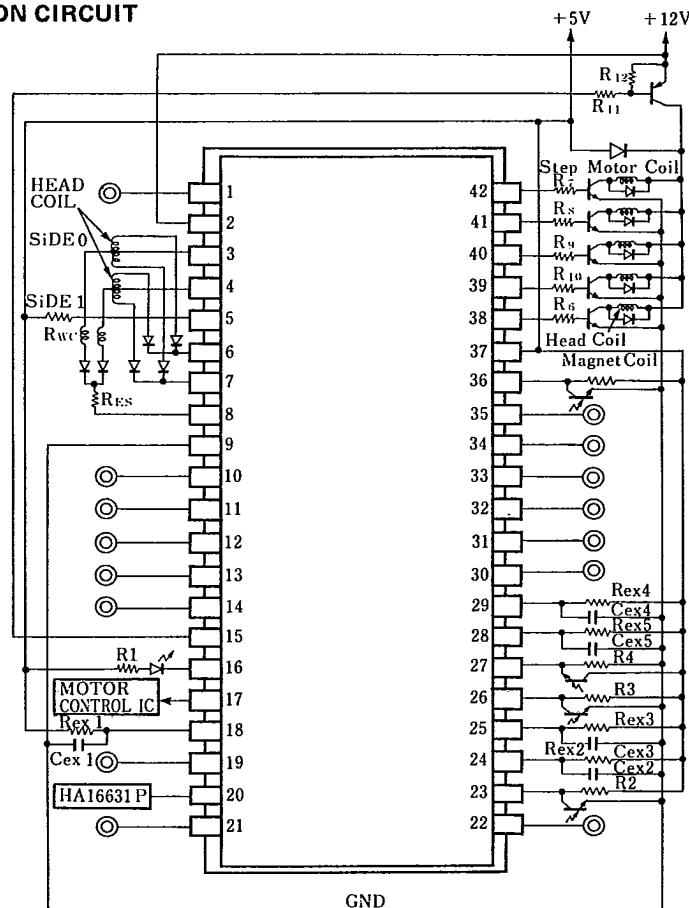 ON CIRCUIT
+5V
+12V
R12
R11
HEAD
COIL
SiDE 0
SiDE 1
RWC
RES
Step Motor Coil
R7
R8
R9
R10
R6
Head Coil
Magnet Coil
1
2
3
4
5
6
7
8
9
10
11
12
13
14
15
16
17
18
19
20
21
42
41
40
39
38
37
36
35
34
33
32
31
30
29
28
27
26
25
24
23
22
R1
MOTOR
CONTROL IC
Rex 1
Cex 1
HA16631P
Rex4
Cex4
Rex5
Cex5
R4
R3
Rex3
Rex2
Cex3
Cex2
R2
GND